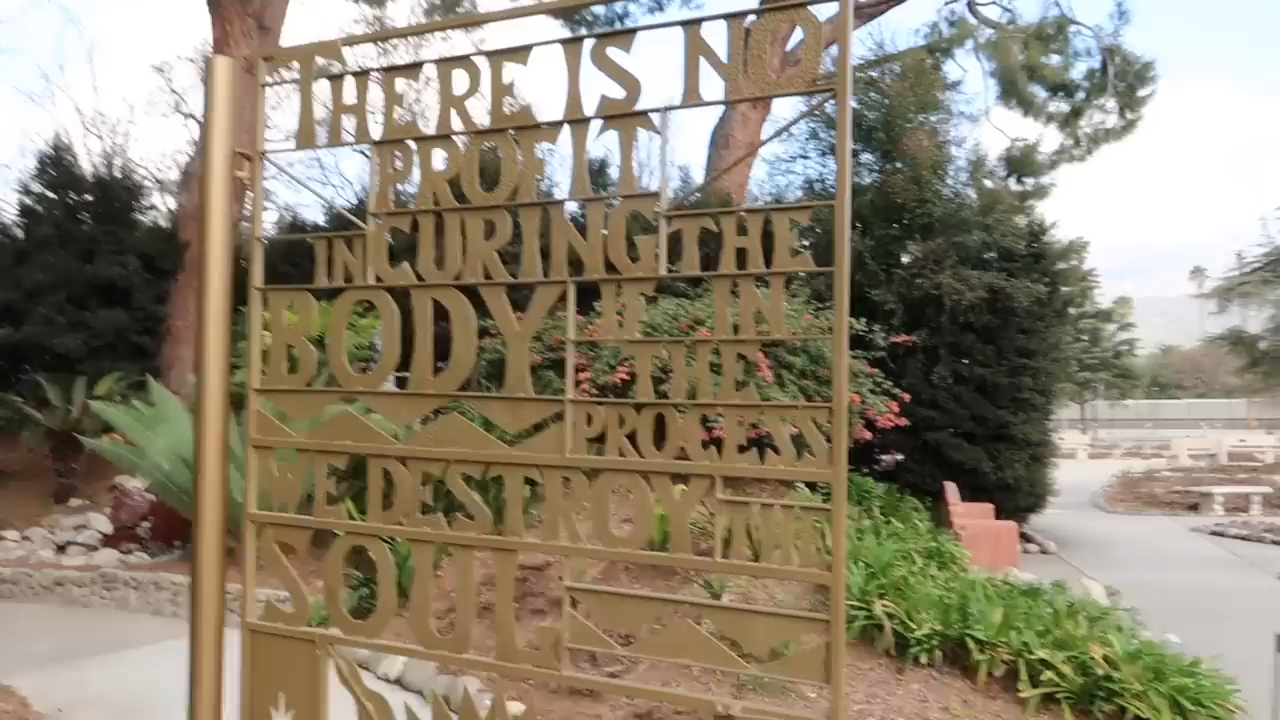 THERE IS NO
PROFIT
IN CURING THE
BODY IF IN
THE
PROCESS
WE DESTROY THE
SOUL